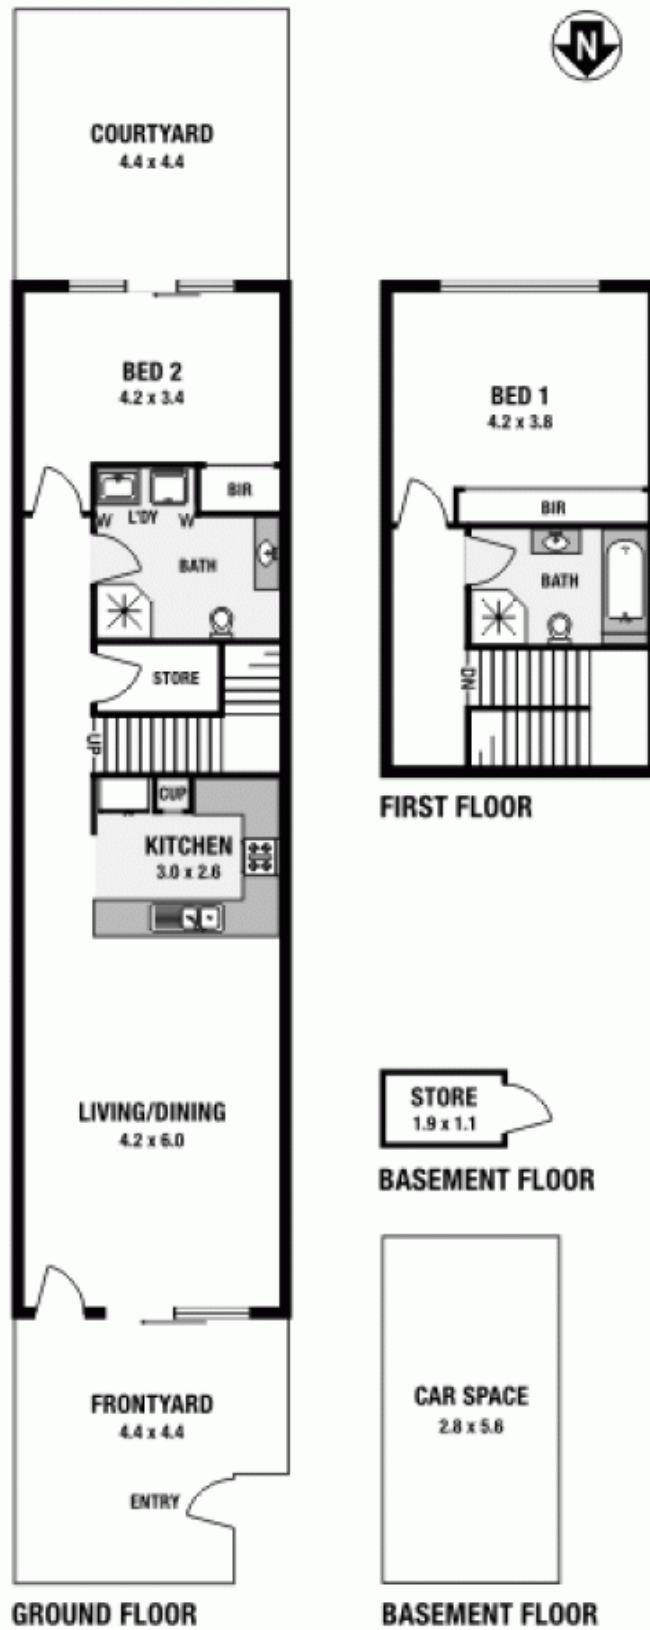 N
COURTYARD
4.4 x 4.4
BED 2
4.2 x 3.4
BIR
W L'DY W
BATH
STORE
UP
CUP
KITCHEN
3.0 x 2.6
LIVING/DINING
4.2 x 6.0
FRONTYARD
4.4 x 4.4
ENTRY
GROUND FLOOR
BED 1
4.2 x 3.8
BIR
BATH
DN
FIRST FLOOR
STORE
1.9 x 1.1
BASEMENT FLOOR
CAR SPACE
2.8 x 5.6
BASEMENT FLOOR